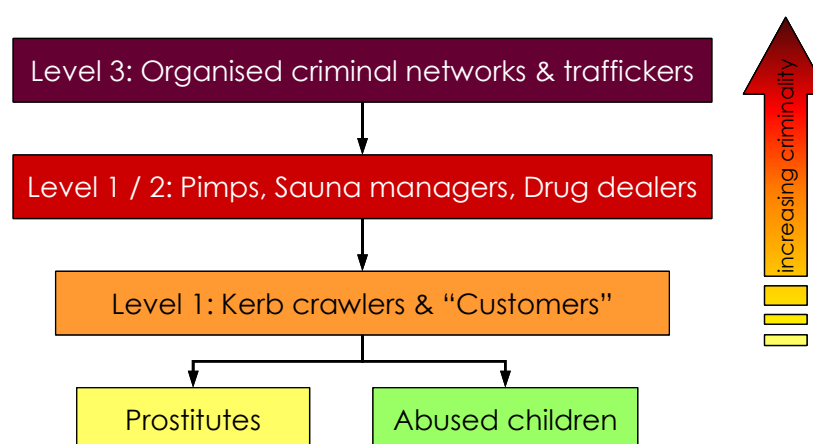 Level 3: Organised criminal networks & traffickers
increasing criminality
Level 1 / 2: Pimps, Sauna managers, Drug dealers
Level 1: Kerb crawlers & “Customers”
Prostitutes
Abused children